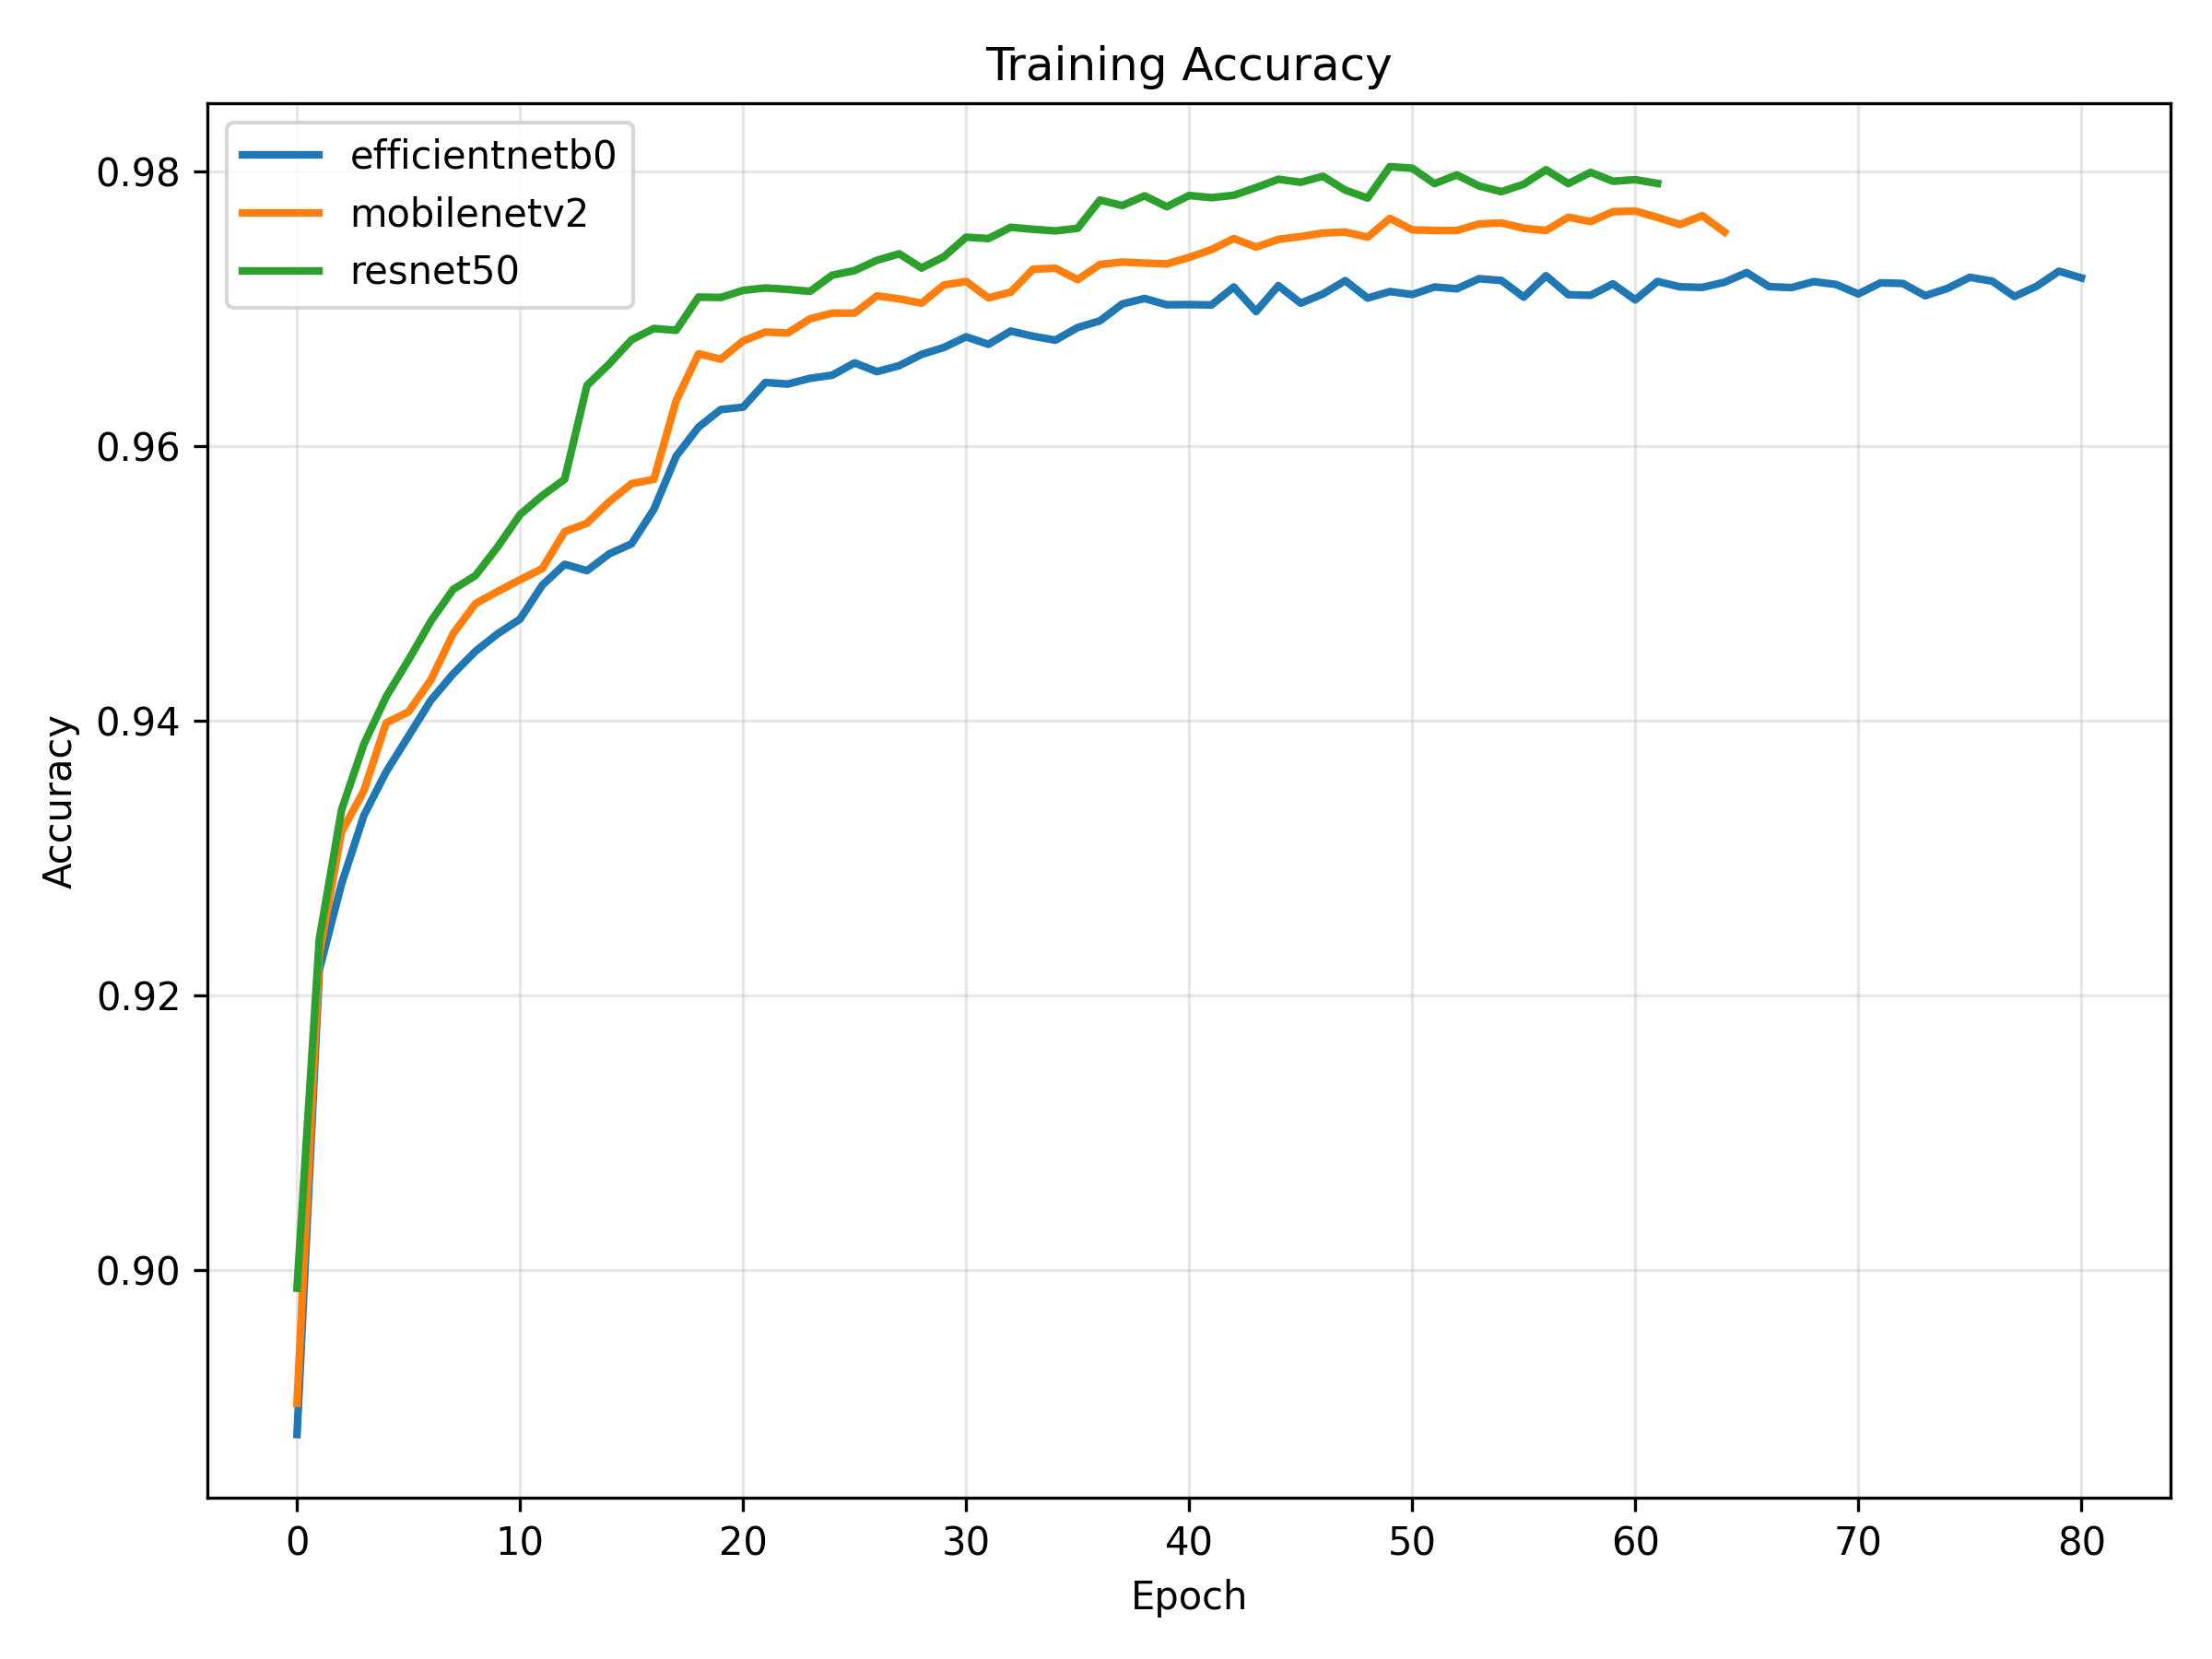 Training Accuracy
efficientnetb0
mobilenetv2
resnet50
0.98
0.96
0.94
0.92
0.90
Accuracy
0 10 20 30 40 50 60 70 80
Epoch